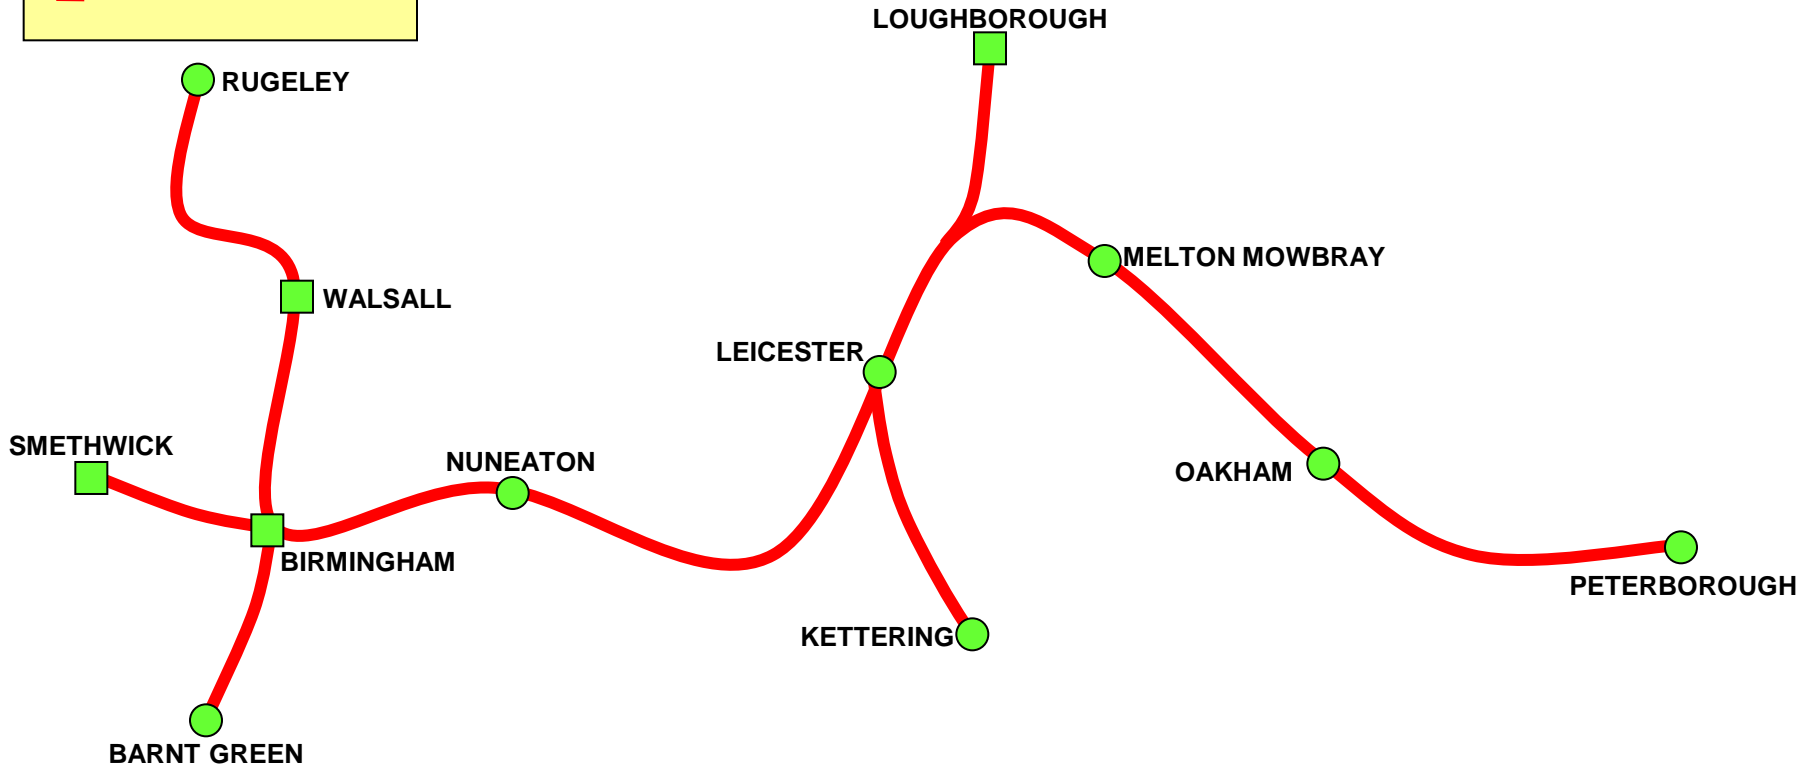 LOUGHBOROUGH
RUGELEY
MELTON MOWBRAY
WALSALL
LEICESTER
SMETHWICK
NUNEATON
OAKHAM
BIRMINGHAM
PETERBOROUGH
KETTERING
BARNT GREEN